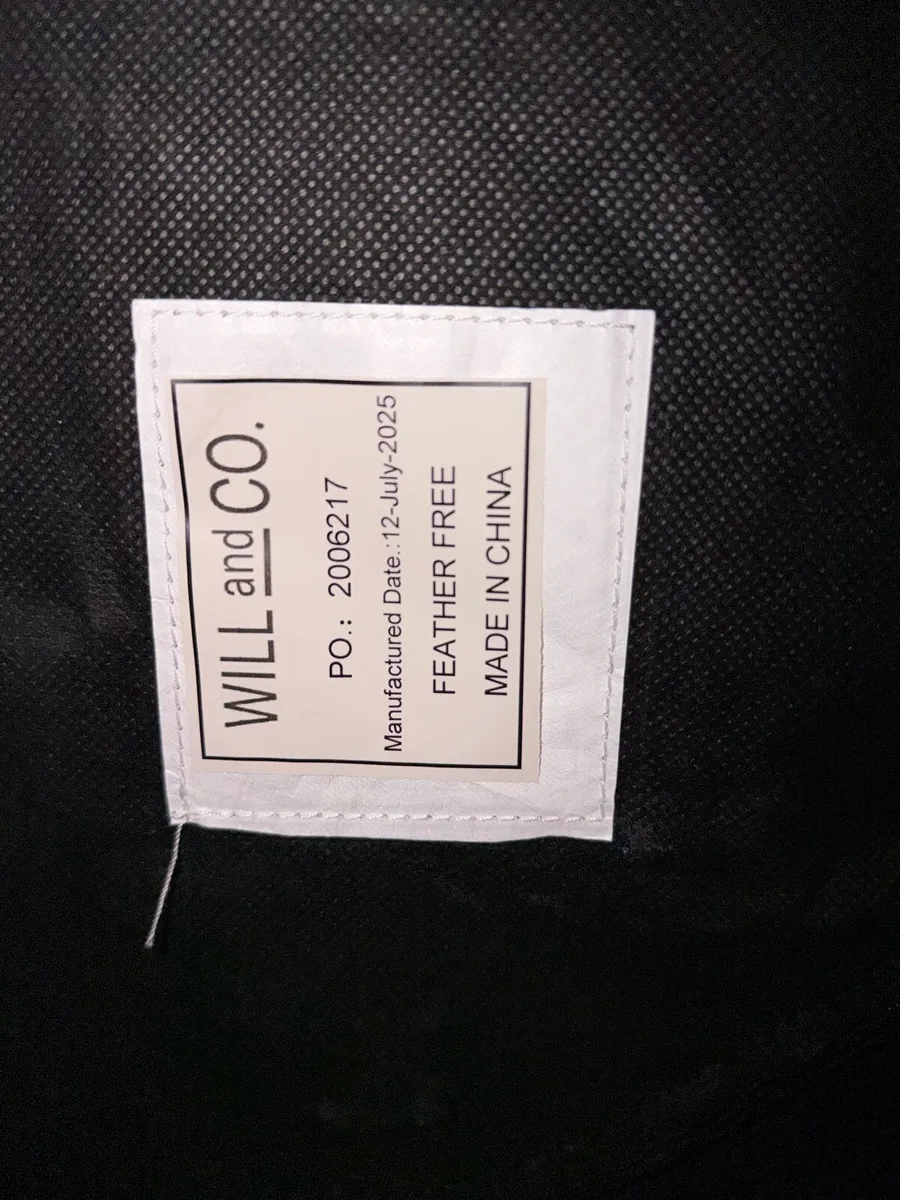 WILL and CO.
PO.: 2006217
Manufactured Date.:12-July-2025
FEATHER FREE
MADE IN CHINA